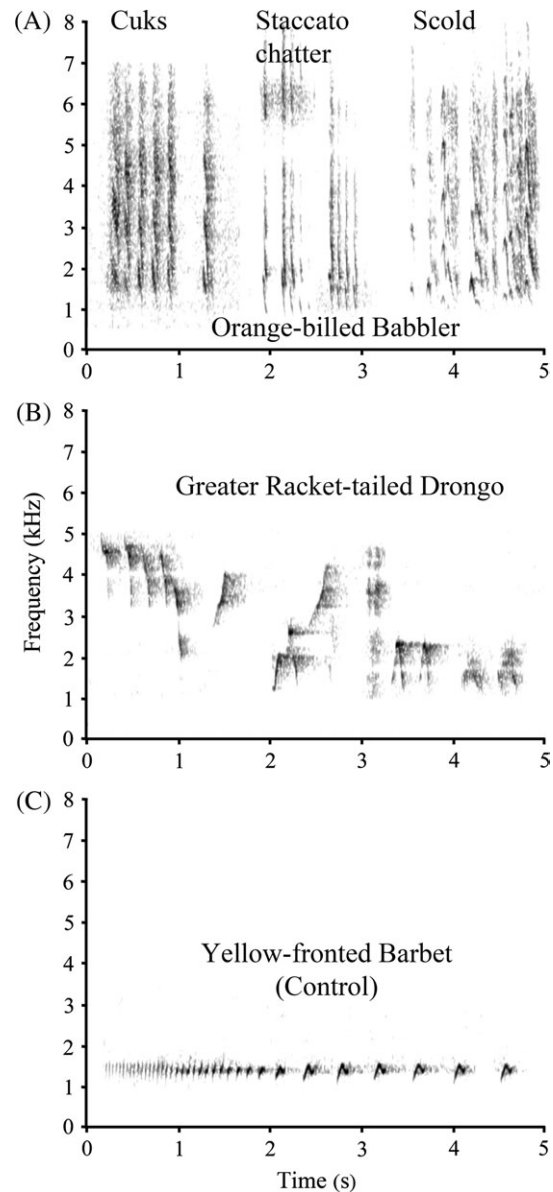 (A)
Cuks Staccato Scold
chatter
8
7
6
5
4
3
2
1
0
Orange-billed Babbler
0 1 2 3 4 5
(B)
8
7
6
5
4
3
2
1
0
Greater Racket-tailed Drongo
Frequency (kHz)
0 1 2 3 4 5
(C)
8
7
6
5
4
3
2
1
0
Yellow-fronted Barbet
(Control)
0 1 2 3 4 5
Time (s)